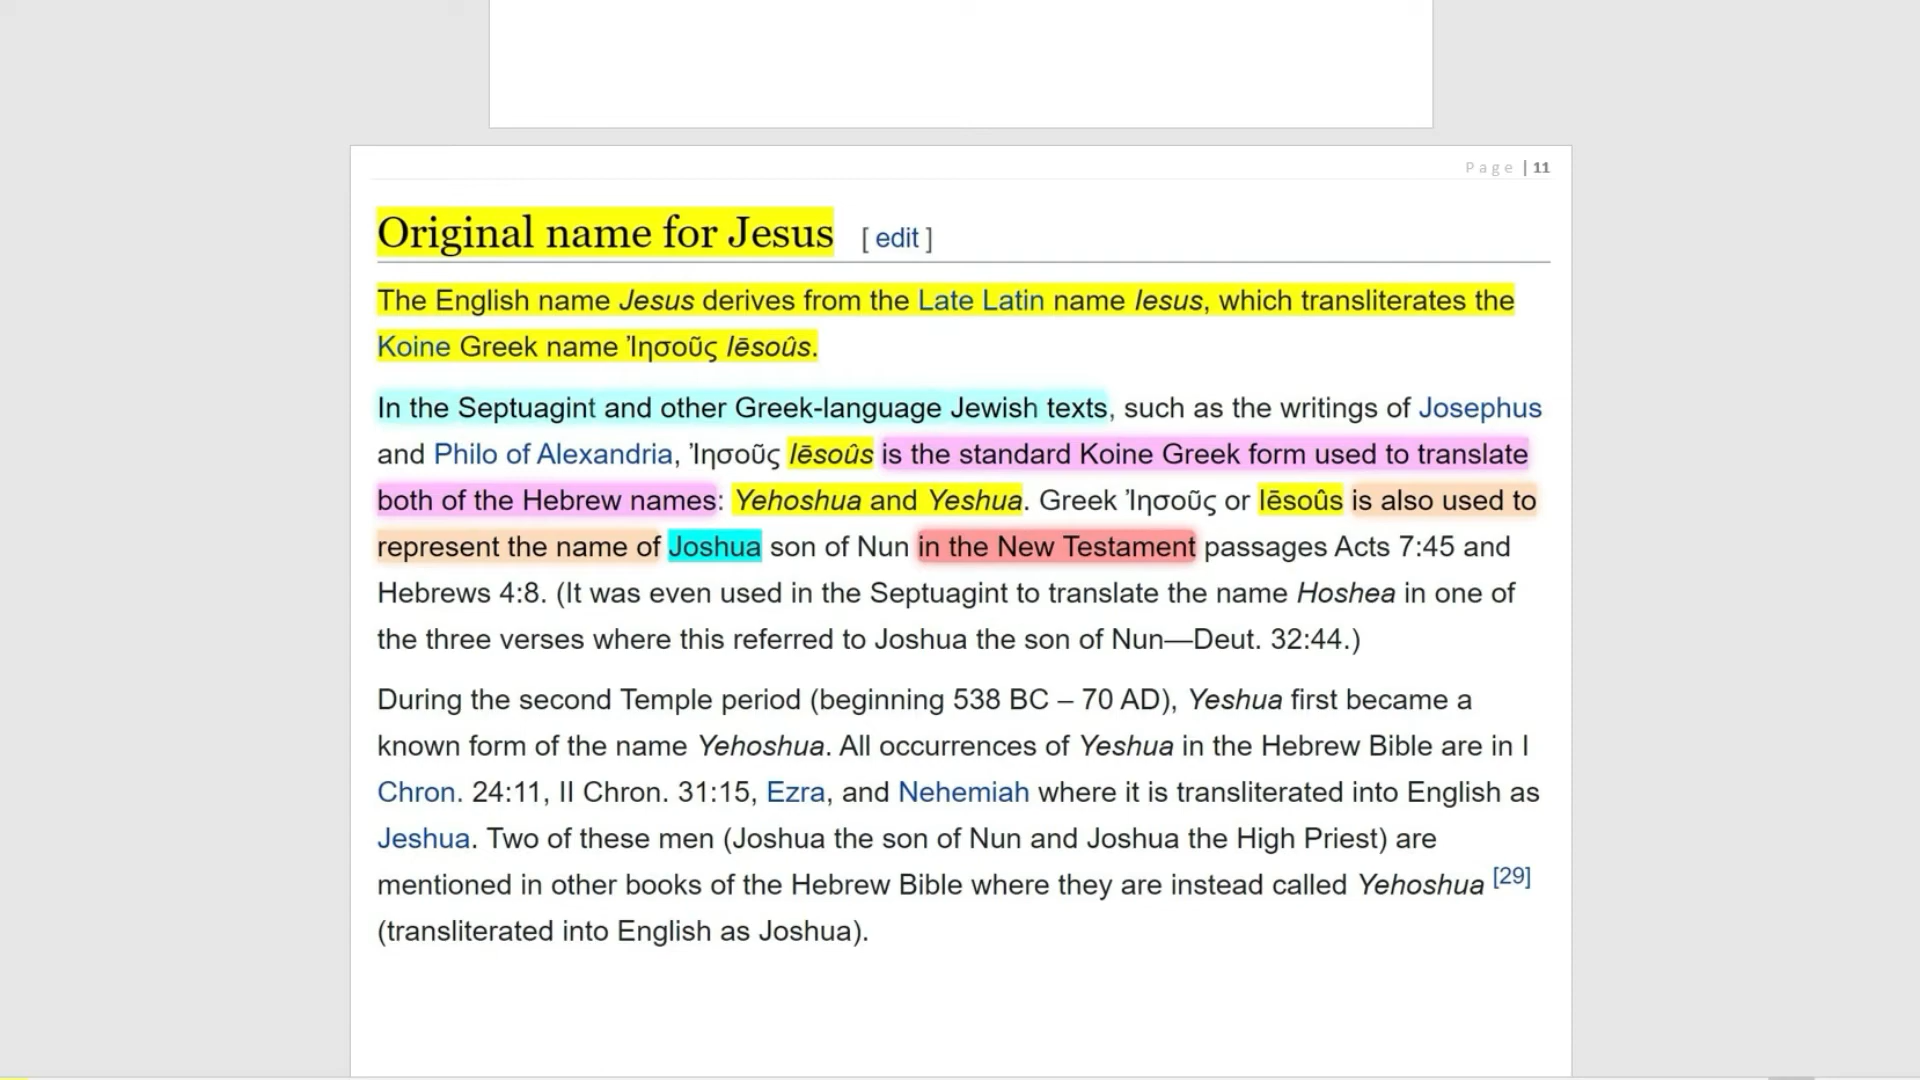 Page | 11
Original name for Jesus [ edit ]
The English name Jesus derives from the Late Latin name Iesus, which transliterates the
Koine Greek name Ἰησοῦς Iēsoûs.
In the Septuagint and other Greek-language Jewish texts, such as the writings of Josephus
and Philo of Alexandria, Ἰησοῦς Iēsoûs is the standard Koine Greek form used to translate
both of the Hebrew names: Yehoshua and Yeshua. Greek Ἰησοῦς or Iēsoûs is also used to
represent the name of Joshua son of Nun in the New Testament passages Acts 7:45 and
Hebrews 4:8. (It was even used in the Septuagint to translate the name Hoshea in one of
the three verses where this referred to Joshua the son of Nun—Deut. 32:44.)
During the second Temple period (beginning 538 BC – 70 AD), Yeshua first became a
known form of the name Yehoshua. All occurrences of Yeshua in the Hebrew Bible are in I
Chron. 24:11, II Chron. 31:15, Ezra, and Nehemiah where it is transliterated into English as
Jeshua. Two of these men (Joshua the son of Nun and Joshua the High Priest) are
mentioned in other books of the Hebrew Bible where they are instead called Yehoshua [29]
(transliterated into English as Joshua).